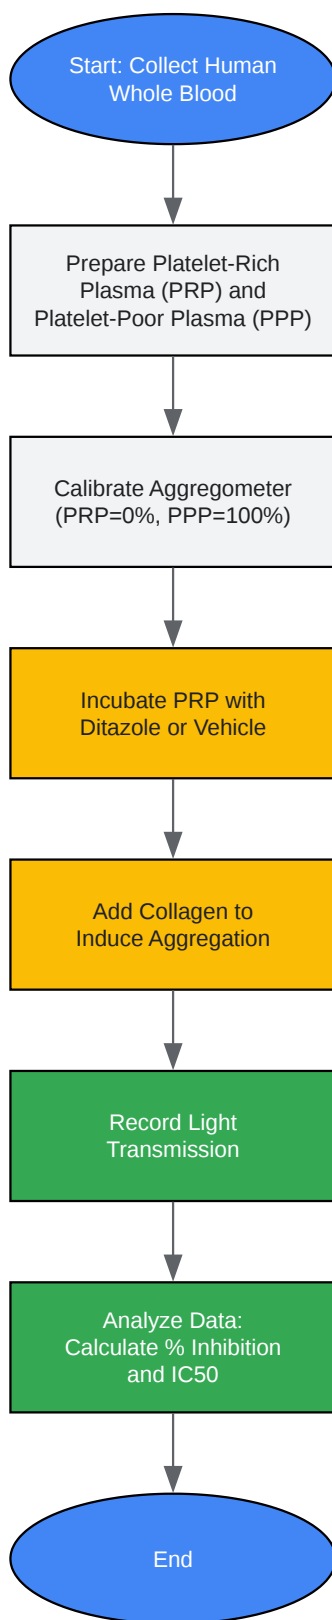 Start: Collect Human
Whole Blood
Prepare Platelet-Rich
Plasma (PRP) and
Platelet-Poor Plasma (PPP)
Calibrate Aggregometer
(PRP=0%, PPP=100%)
Incubate PRP with
Ditazole or Vehicle
Add Collagen to
Induce Aggregation
Record Light
Transmission
Analyze Data:
Calculate % Inhibition
and IC50
End